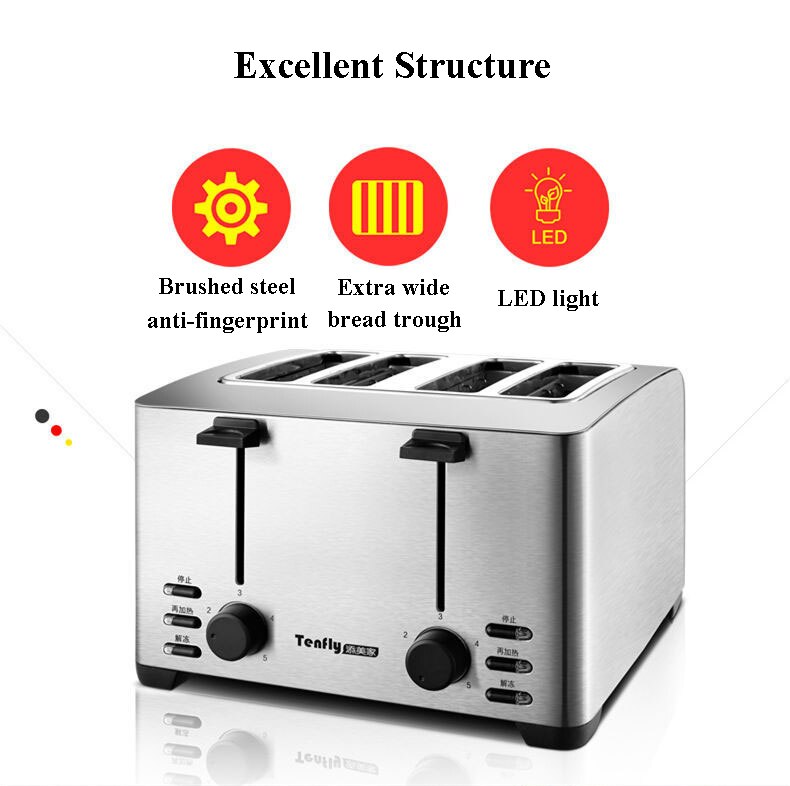 Excellent Structure
LED
Brushed steel
anti-fingerprint
Extra wide
bread trough
LED light
停止
再加热
解冻
2
3
4
5
Tenfly 添美家
2
3
4
5
停止
再加热
解冻